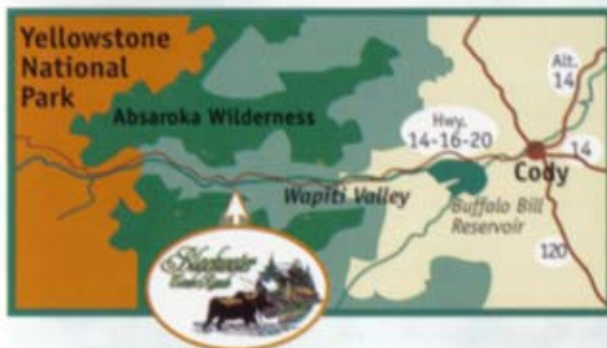 Yellowstone
National
Park
Absaroka Wilderness
Alt.
14
Hwy.
14-16-20
14
Cody
Wapiti Valley
Buffalo Bill
Reservoir
120